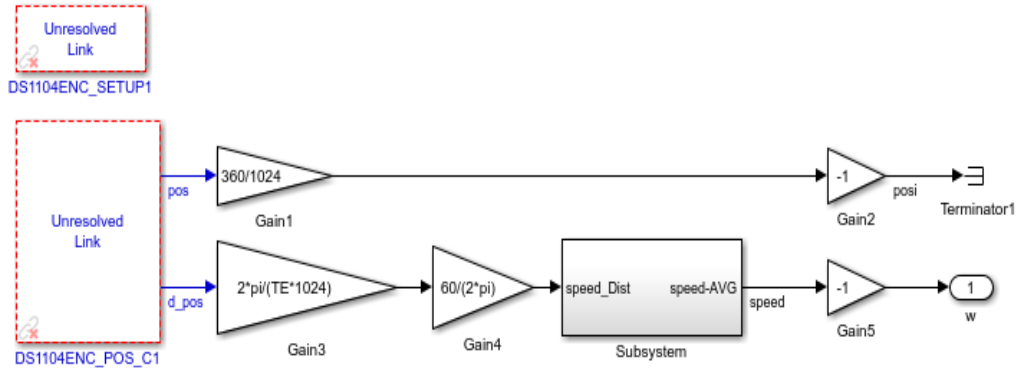 Unresolved
Link
DS1104ENC_SETUP1
Unresolved
Link
DS1104ENC_POS_C1
pos
360/1024
Gain1
-1
Gain2
posi
Terminator1
d_pos
2*pi/(TE*1024)
Gain3
60/(2*pi)
Gain4
speed_Dist speed-AVG
Subsystem
speed
-1
Gain5
1
w